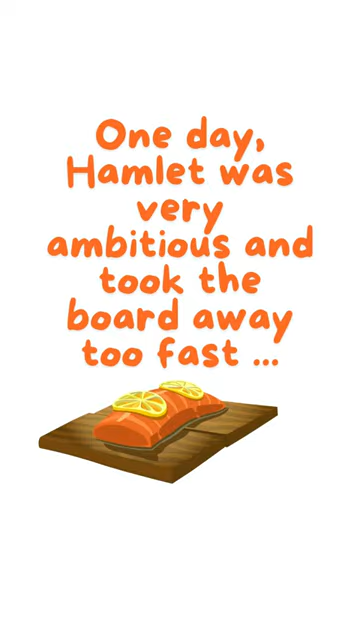 One day,
Hamlet was
very
ambitious and
took the
board away
too fast ...